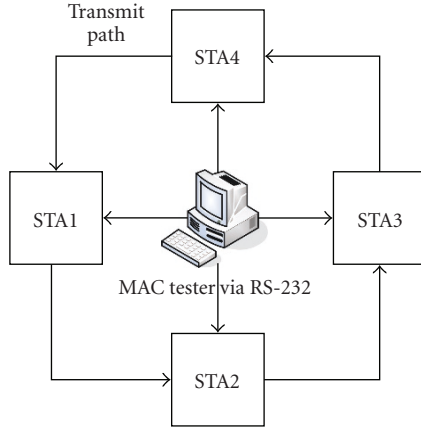 Transmit
path
STA4
STA1
STA3
MAC tester via RS-232
STA2